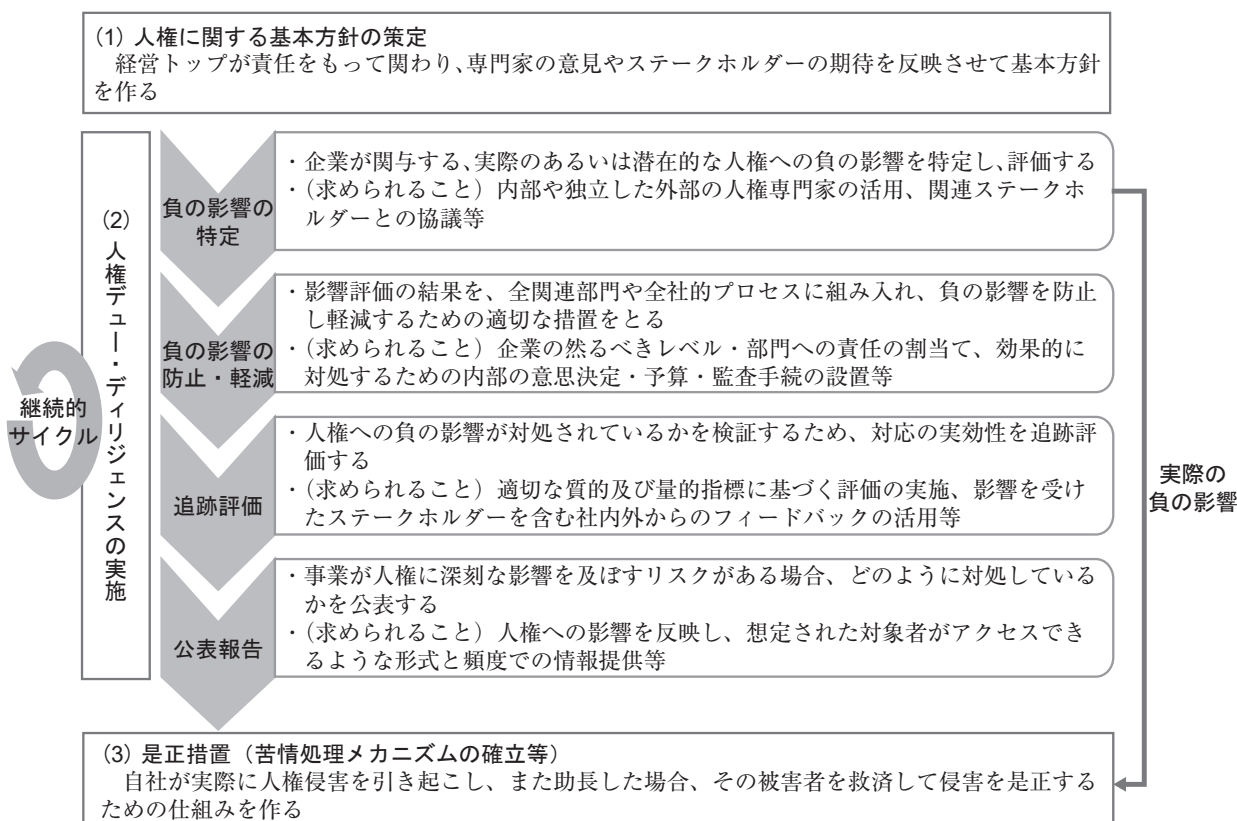 (1) 人権に関する基本方針の策定
経営トップが責任をもって関わり、専門家の意見やステークホルダーの期待を反映させて基本方針
を作る
(2) 人権デュー・ディリジェンスの実施
継続的
サイクル
負の影響の
特定
・企業が関与する、実際のあるいは潜在的な人権への負の影響を特定し、評価する
・(求められること) 内部や独立した外部の人権専門家の活用、関連ステークホ
ルダーとの協議等
負の影響の
防止・軽減
・影響評価の結果を、全関連部門や全社的プロセスに組み入れ、負の影響を防止
し軽減するための適切な措置をとる
・(求められること) 企業の然るべきレベル・部門への責任の割当て、効果的に
対処するための内部の意思決定・予算・監査手続の設置等
追跡評価
・人権への負の影響が対処されているかを検証するため、対応の実効性を追跡評
価する
・(求められること) 適切な質的及び量的指標に基づく評価の実施、影響を受け
たステークホルダーを含む社内外からのフィードバックの活用等
公表報告
・事業が人権に深刻な影響を及ぼすリスクがある場合、どのように対処している
かを公表する
・(求められること) 人権への影響を反映し、想定された対象者がアクセスでき
るような形式と頻度での情報提供等
実際の
負の影響
(3) 是正措置（苦情処理メカニズムの確立等）
自社が実際に人権侵害を引き起こし、また助長した場合、その被害者を救済して侵害を是正する
ための仕組みを作る